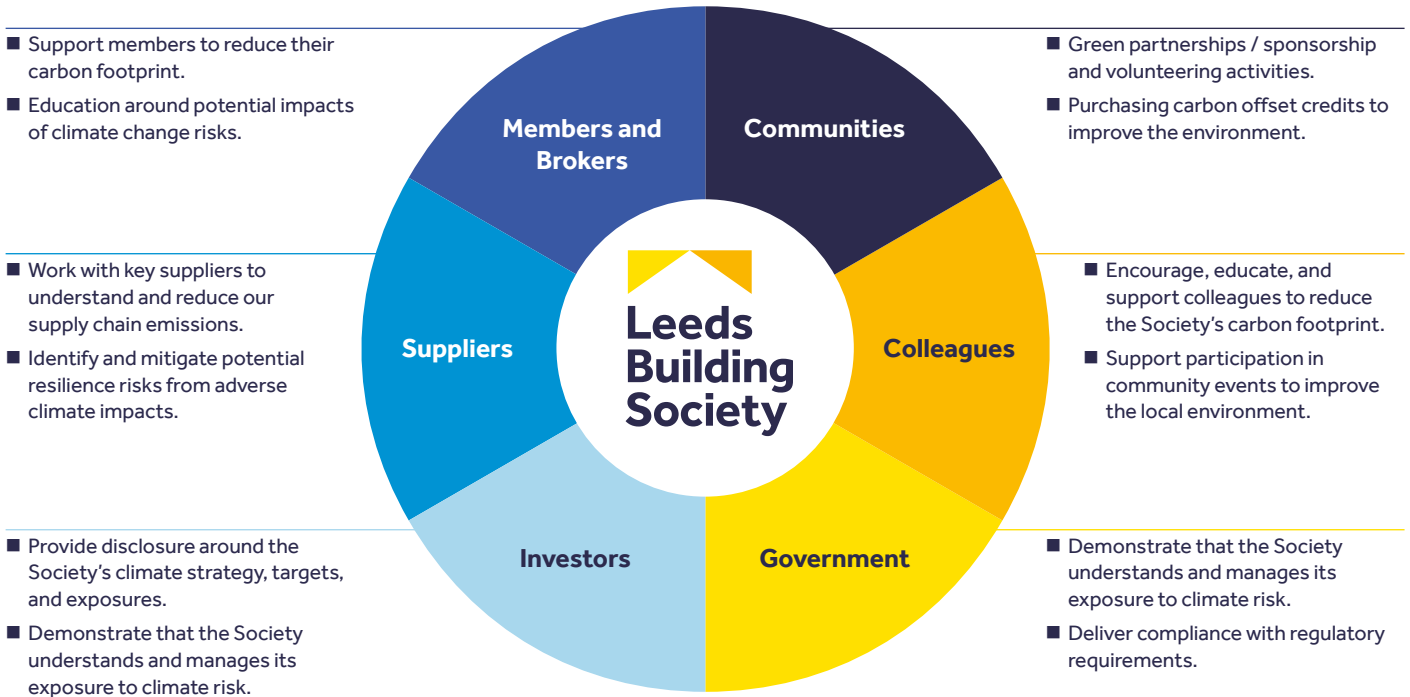 ■ Support members to reduce their
carbon footprint.
■ Education around potential impacts
of climate change risks.
Members and
Brokers
Communities
■ Green partnerships / sponsorship
and volunteering activities.
■ Purchasing carbon offset credits to
improve the environment.
■ Work with key suppliers to
understand and reduce our
supply chain emissions.
■ Identify and mitigate potential
resilience risks from adverse
climate impacts.
Suppliers
Leeds
Building
Society
Colleagues
■ Encourage, educate, and
support colleagues to reduce
the Society's carbon footprint.
■ Support participation in
community events to improve
the local environment.
■ Provide disclosure around the
Society's climate strategy, targets,
and exposures.
■ Demonstrate that the Society
understands and manages its
exposure to climate risk.
Investors
Government
■ Demonstrate that the Society
understands and manages its
exposure to climate risk.
■ Deliver compliance with regulatory
requirements.